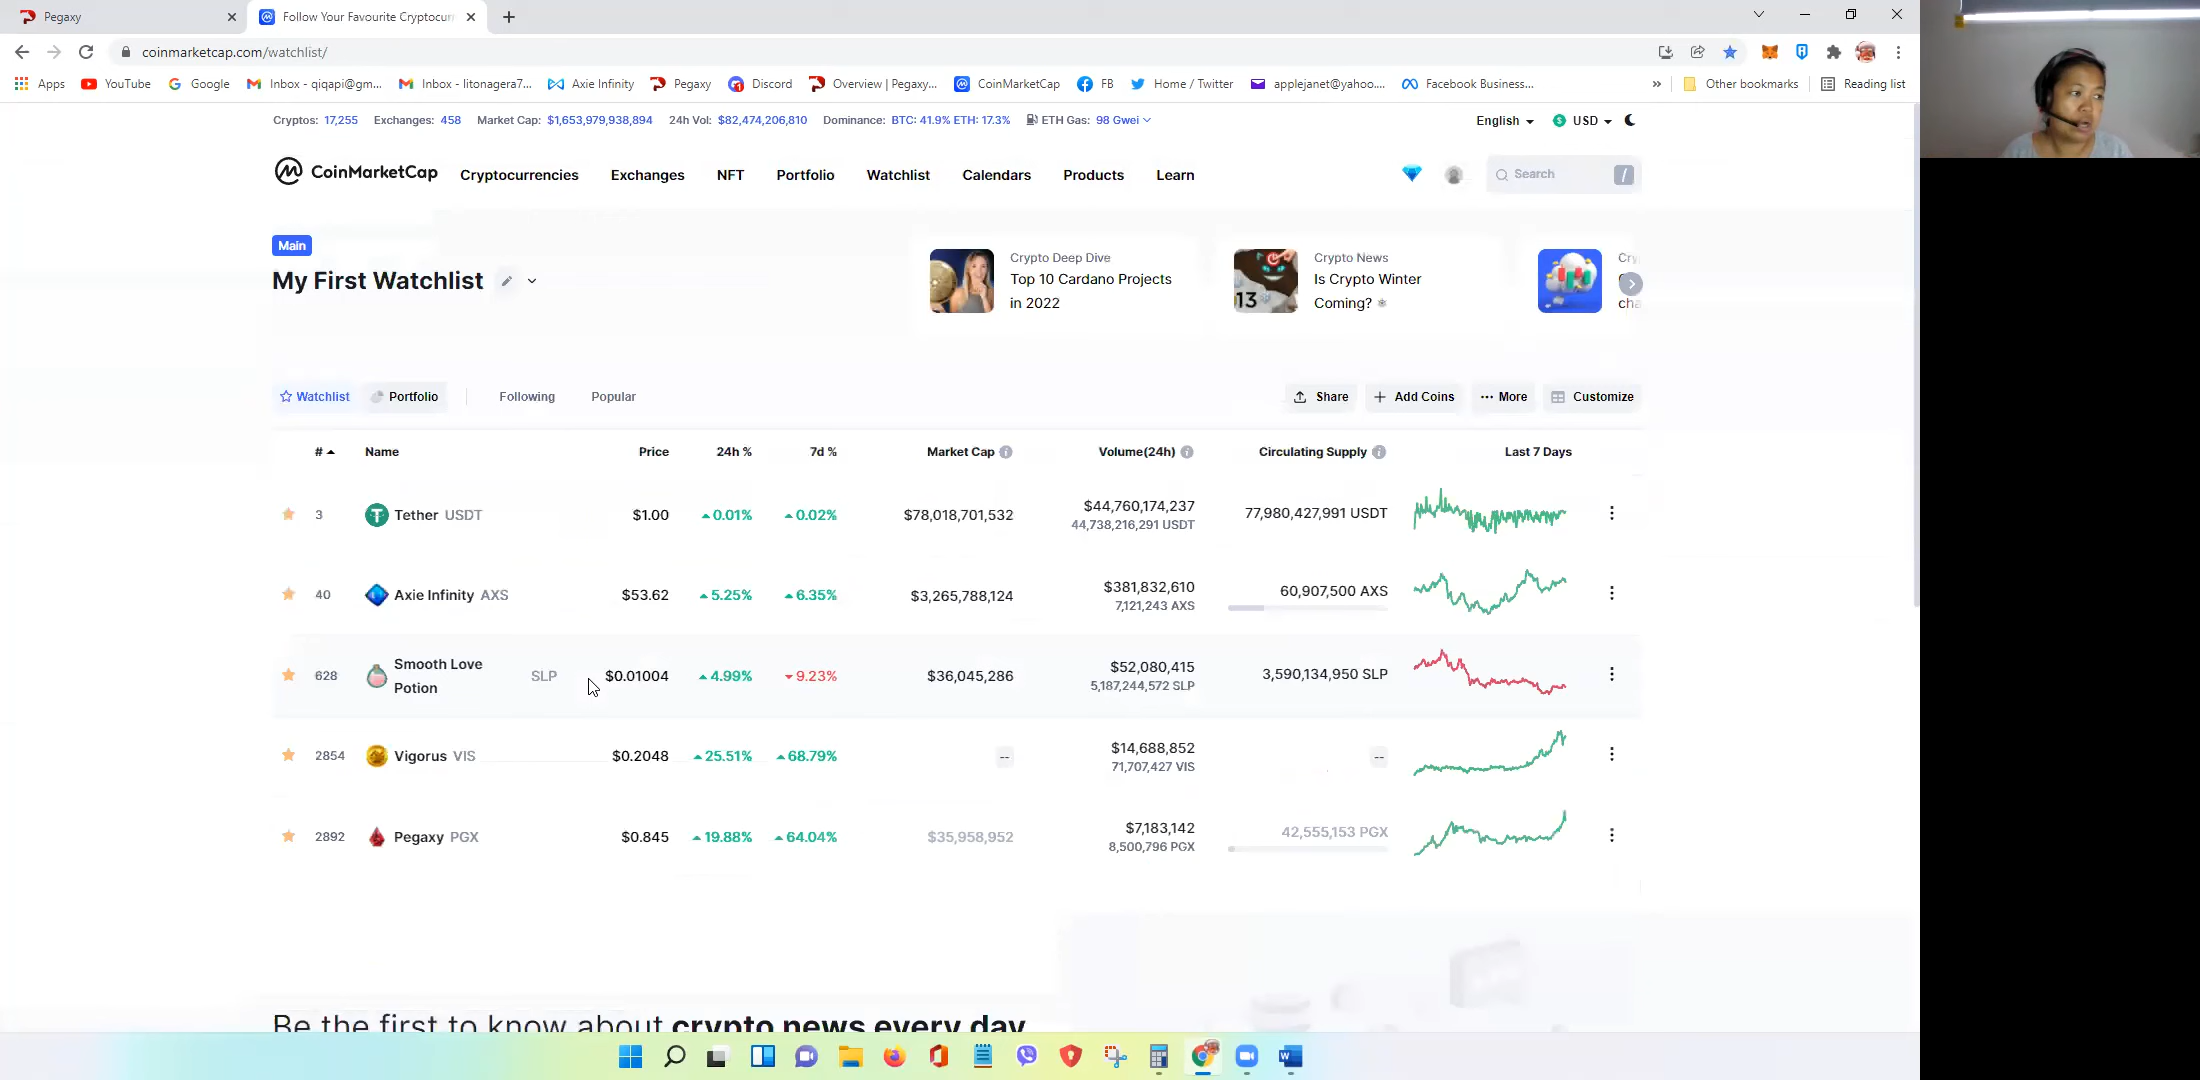 Pegaxy
Follow Your Favourite Cryptocur
coinmarketcap.com/watchlist/
Apps YouTube Google Inbox - qiqapi@gm... Inbox - litonagera7... Axie Infinity Pegaxy Discord Overview | Pegaxy... CoinMarketCap FB Home / Twitter applejanet@yahoo.... Facebook Business... » Other bookmarks Reading list
Cryptos: 17,255 Exchanges: 458 Market Cap: $1,653,979,938,894 24h Vol: $82,474,206,810 Dominance: BTC: 41.9% ETH: 17.3% ETH Gas: 98 Gwei English USD
CoinMarketCap Cryptocurrencies Exchanges NFT Portfolio Watchlist Calendars Products Learn Search /
Main
My First Watchlist
Crypto Deep Dive
Top 10 Cardano Projects
in 2022
13
Crypto News
Is Crypto Winter
Coming?
Cry
cha
Watchlist Portfolio Following Popular Share + Add Coins ... More Customize
# Name Price 24h % 7d % Market Cap Volume(24h) Circulating Supply Last 7 Days
3 Tether USDT $1.00 0.01% 0.02% $78,018,701,532 $44,760,174,237 77,980,427,991 USDT
44,738,216,291 USDT
40 Axie Infinity AXS $53.62 5.25% 6.35% $3,265,788,124 $381,832,610 60,907,500 AXS
7,121,243 AXS
628 Smooth Love Potion SLP $0.01004 4.99% 9.23% $36,045,286 $52,080,415 3,590,134,950 SLP
5,187,244,572 SLP
2854 Vigorus VIS $0.2048 25.51% 68.79% -- $14,688,852 --
71,707,427 VIS
2892 Pegaxy PGX $0.845 19.88% 64.04% $35,958,952 $7,183,142 42,555,153 PGX
8,500,796 PGX
Be the first to know about crypto news every day